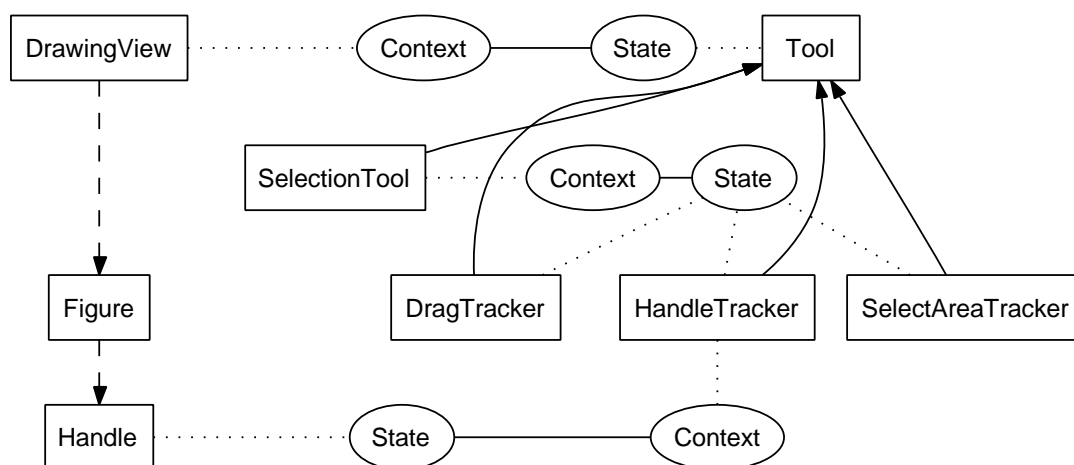 DrawingView
Context
State
Tool
SelectionTool
Context
State
Figure
DragTracker
HandleTracker
SelectAreaTracker
Handle
State
Context